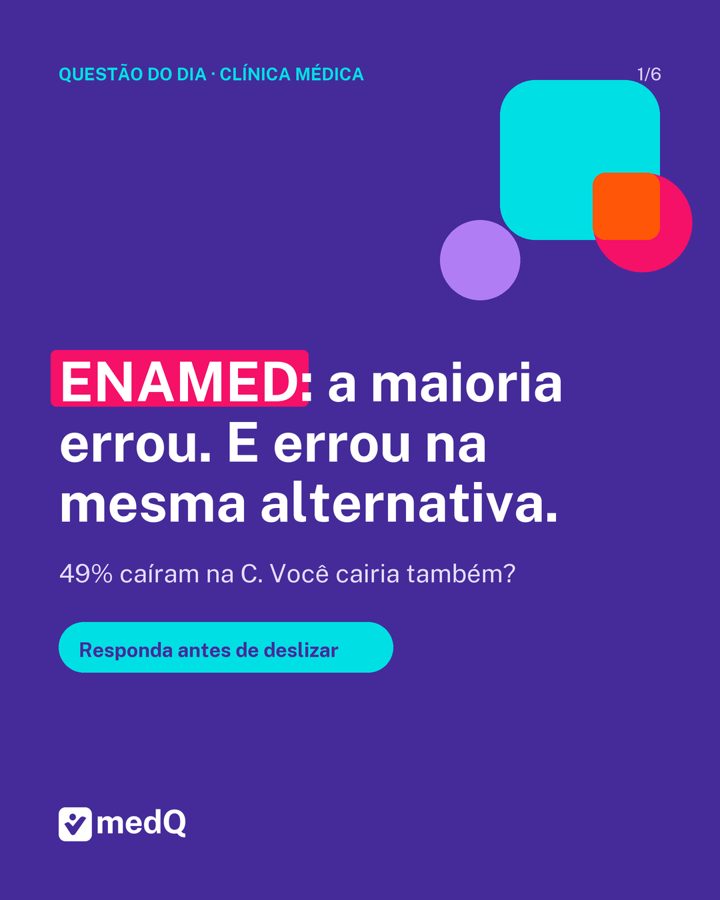 QUESTÃO DO DIA · CLÍNICA MÉDICA
1/6
ENAMED: a maioria
errou. E errou na
mesma alternativa.
49% caíram na C. Você cairia também?
Responda antes de deslizar
medQ